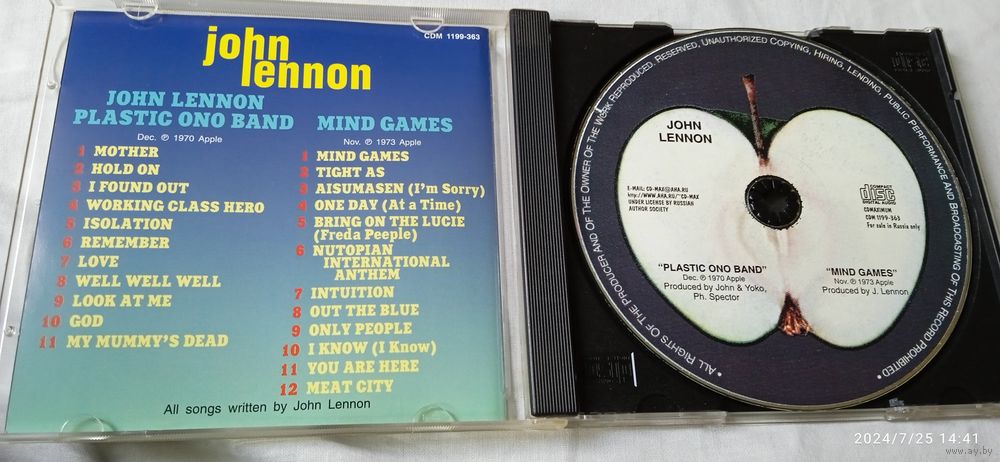 john
lennon
CDM 1199-363
JOHN LENNON
PLASTIC ONO BAND
Dec. ℗ 1970 Apple
1 MOTHER
2 HOLD ON
3 I FOUND OUT
4 WORKING CLASS HERO
5 ISOLATION
6 REMEMBER
7 LOVE
8 WELL WELL WELL
9 LOOK AT ME
10 GOD
11 MY MUMMY'S DEAD
MIND GAMES
Nov. ℗ 1973 Apple
1 MIND GAMES
2 TIGHT AS
3 AISUMASEN (I'm Sorry)
4 ONE DAY (At a Time)
5 BRING ON THE LUCIE
(Freda Peeple)
6 NUTOPIAN
INTERNATIONAL
ANTHEM
7 INTUITION
8 OUT THE BLUE
9 ONLY PEOPLE
10 I KNOW (I Know)
11 YOU ARE HERE
12 MEAT CITY
All songs written by John Lennon
• ALL RIGHTS OF THE PRODUCER AND OF THE OWNER OF THE WORK REPRODUCED. RESERVED. UNAUTHORIZED COPYING, HIRING, LENDING, PUBLIC PERFORMANCE AND BROADCASTING OF THIS RECORD PROHIBITED •
JOHN
LENNON
E-MAIL: CD-MAX@AHA.RU
http://WWW.AHA.RU/~CD-MAX
UNDER LICENSE BY RUSSIAN
AUTHOR SOCIETY
COMPACT
disc
DIGITAL AUDIO
CDMAXIMUM
CDM 1199-363
For sale in Russia only
"PLASTIC ONO BAND"
Dec. ℗ 1970 Apple
Produced by John & Yoko,
Ph. Spector
"MIND GAMES"
Nov. ℗ 1973 Apple
Produced by J. Lennon
2024/7/25 14:41
www.ay.by